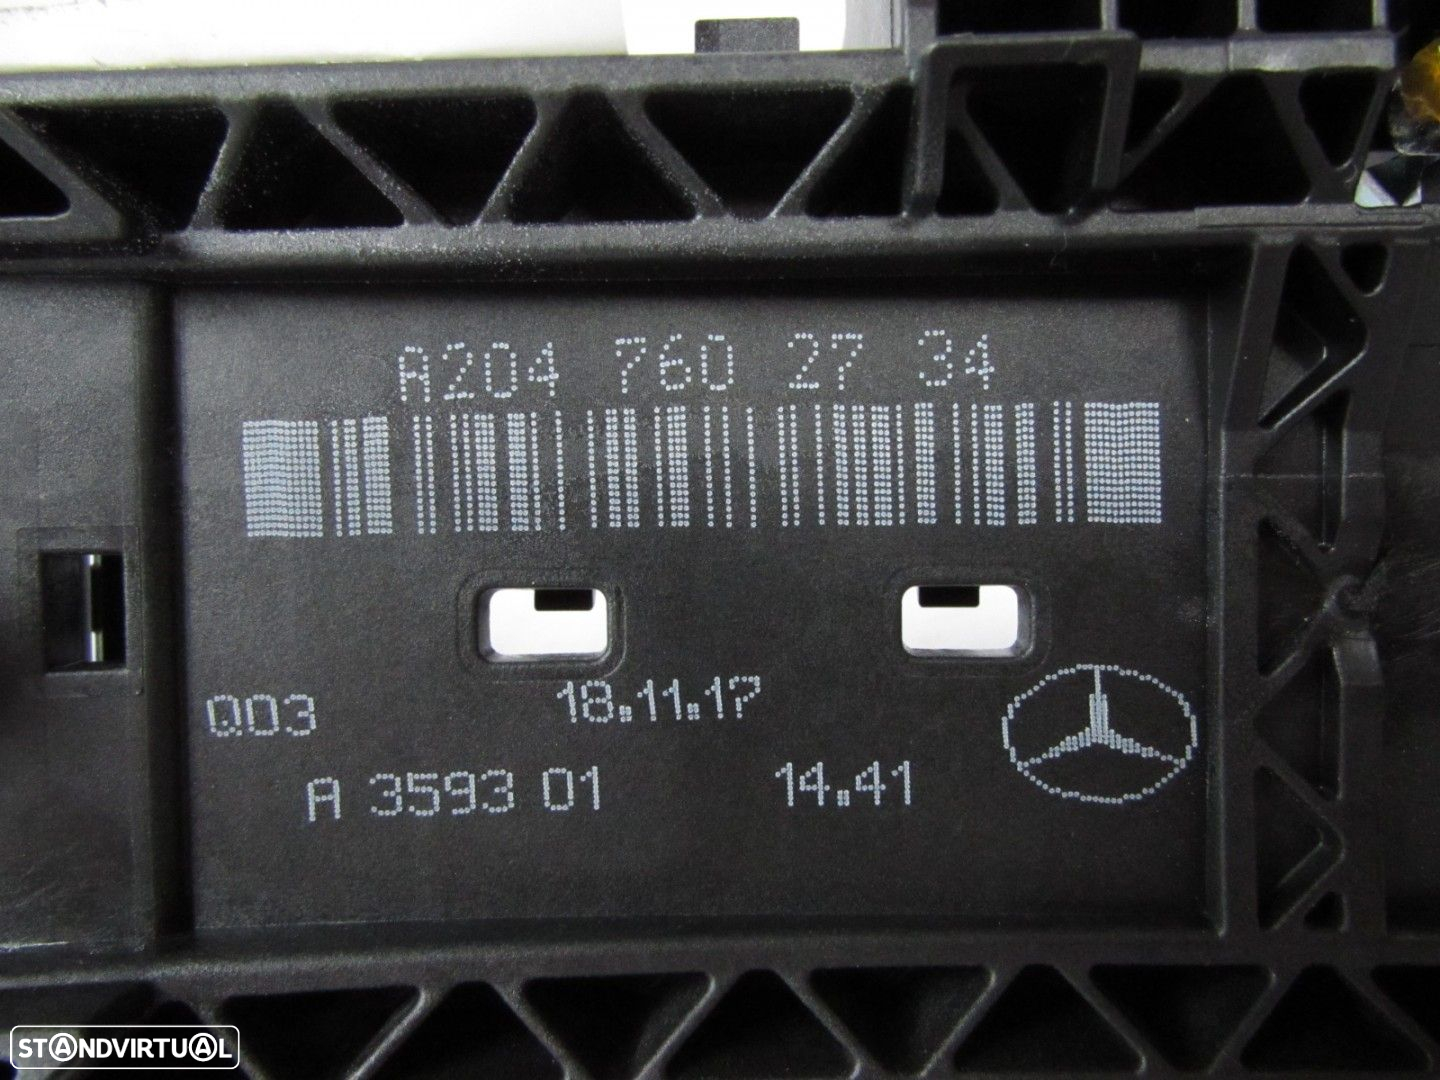 A204 760 27 34
Q03
18.11.17
A 3593 01
14.41
STANDVIRTUAL